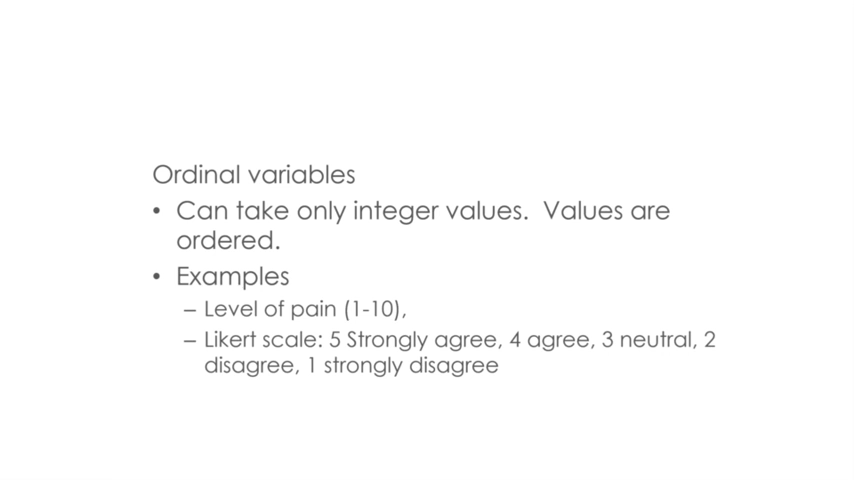 Ordinal variables
• Can take only integer values.  Values are
ordered.
• Examples
– Level of pain (1-10),
– Likert scale: 5 Strongly agree, 4 agree, 3 neutral, 2
disagree, 1 strongly disagree